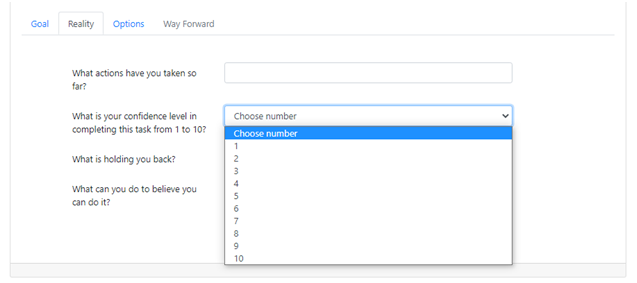 Goal Reality Options Way Forward
What actions have you taken so
far?
What is your confidence level in
completing this task from 1 to 10?
Choose number
Choose number
1
2
3
4
5
6
7
8
9
10
What is holding you back?
What can you do to believe you
can do it?